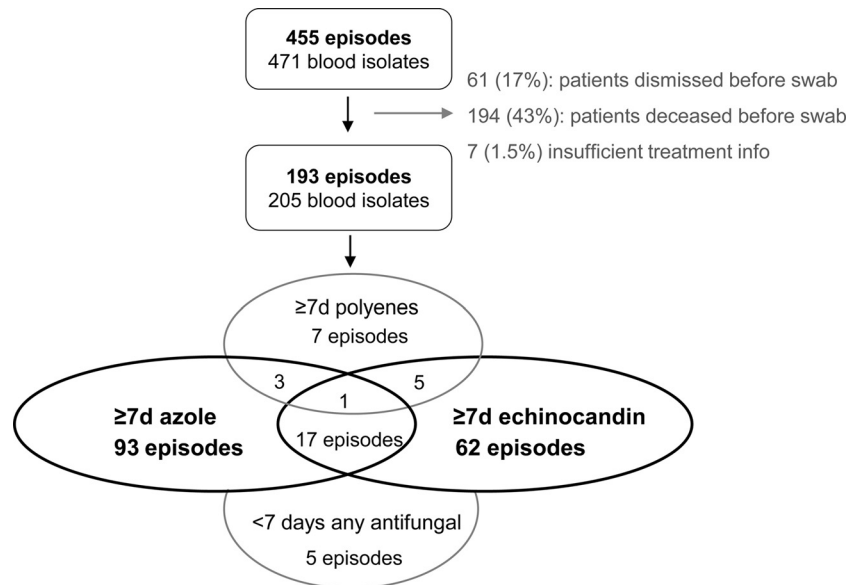 455 episodes
471 blood isolates
61 (17%): patients dismissed before swab
194 (43%): patients deceased before swab
7 (1.5%) insufficient treatment info
193 episodes
205 blood isolates
≥7d polyenes
7 episodes
3
5
1
≥7d azole
93 episodes
17 episodes
≥7d echinocandin
62 episodes
<7 days any antifungal
5 episodes